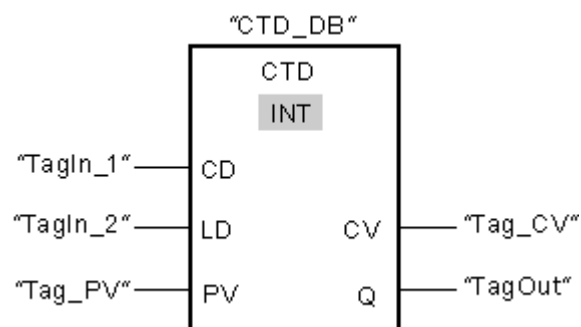 "CTD_DB"
CTD
INT
"TagIn_1" CD
"TagIn_2" LD CV "Tag_CV"
"Tag_PV" PV Q "TagOut"